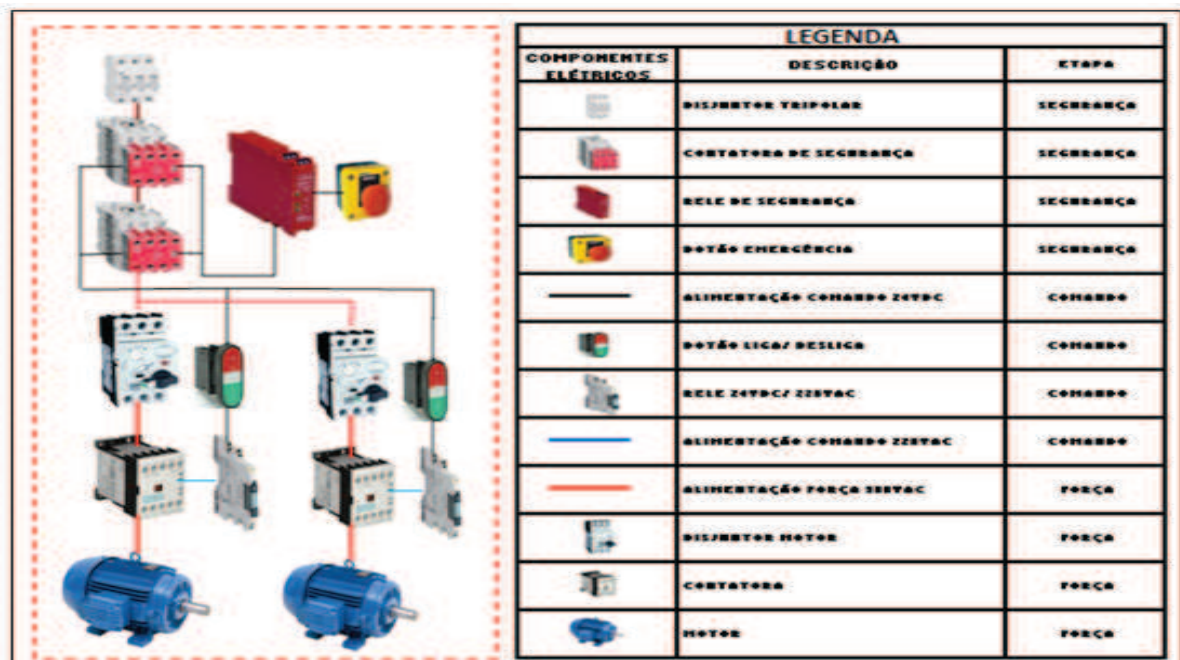 LEGENDA
COMPONENTES
ELÉTRICOS
DESCRIÇÃO
ETAPA
DISJUNTOR TRIPOLAR
SEGURANÇA
CONTATORA DE SEGURANÇA
SEGURANÇA
RELE DE SEGURANÇA
SEGURANÇA
BOTÃO EMERGÊNCIA
SEGURANÇA
ALIMENTAÇÃO COMANDO 24VDC
COMANDO
BOTÃO LIGA/ DESLIGA
COMANDO
RELE 24VDC/ 220VAC
COMANDO
ALIMENTAÇÃO COMANDO 220VAC
COMANDO
ALIMENTAÇÃO FORÇA 380VAC
FORÇA
DISJUNTOR MOTOR
FORÇA
CONTATORA
FORÇA
MOTOR
FORÇA